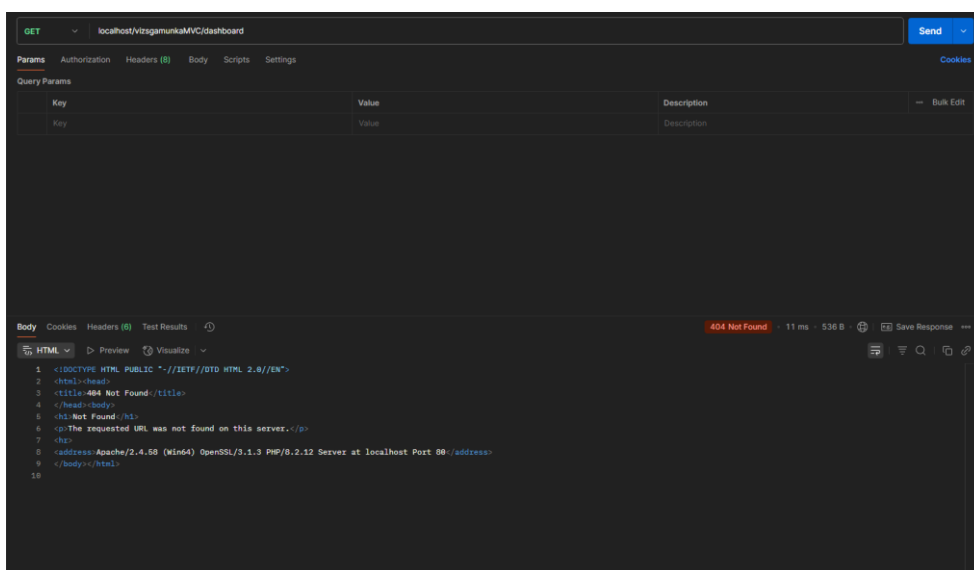 GET localhost/vizsgamunkaMVC/dashboard Send
Params Authorization Headers (8) Body Scripts Settings Cookies
Query Params
Key Value Description Bulk Edit
Key Value Description
Body Cookies Headers (6) Test Results 404 Not Found 11 ms 536 B Save Response
HTML Preview Visualize
1 <!DOCTYPE HTML PUBLIC "-//IETF//DTD HTML 2.0//EN">
2 <html><head>
3 <title>404 Not Found</title>
4 </head><body>
5 <h1>Not Found</h1>
6 <p>The requested URL was not found on this server.</p>
7 <hr>
8 <address>Apache/2.4.58 (Win64) OpenSSL/3.1.3 PHP/8.2.12 Server at localhost Port 80</address>
9 </body></html>
10